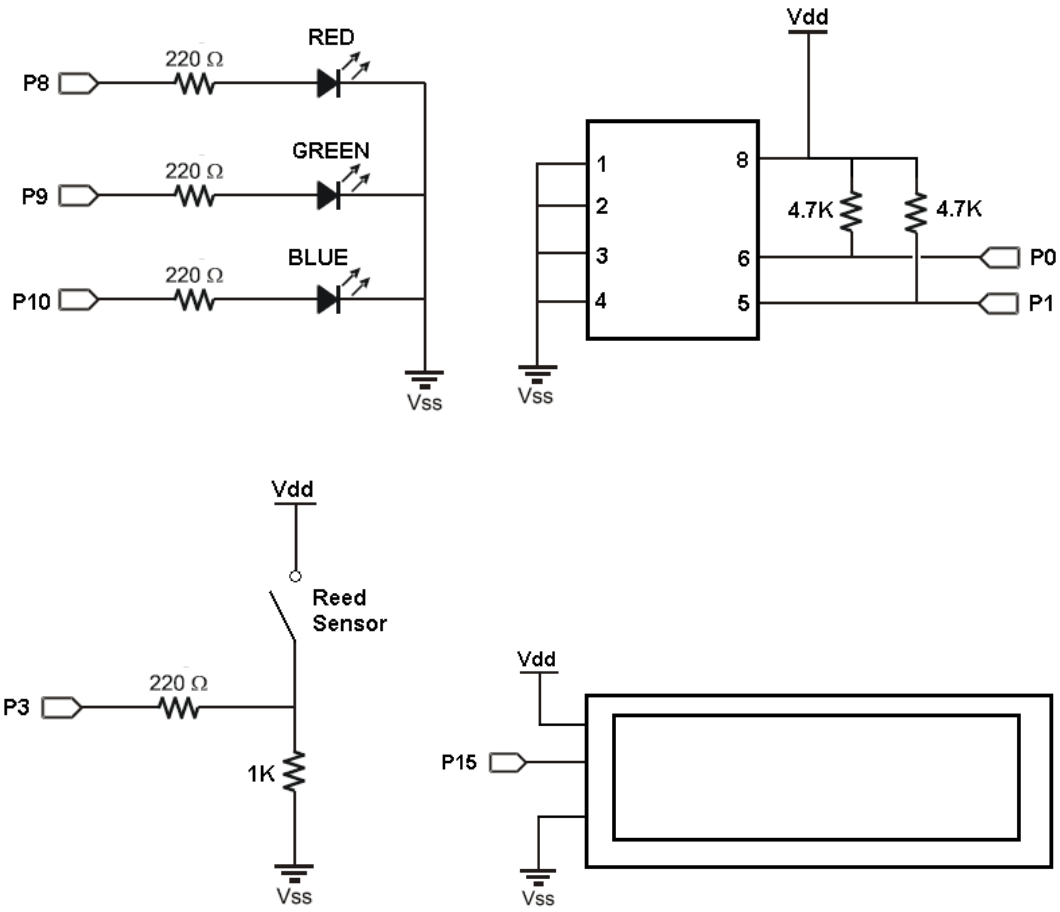 RED
220 Ω
P8
GREEN
220 Ω
P9
BLUE
220 Ω
P10
Vss
Vdd
1
2
3
4
8
6
5
4.7K
4.7K
P0
P1
Vss
Vdd
Reed
Sensor
220 Ω
P3
1K
Vss
Vdd
P15
Vss